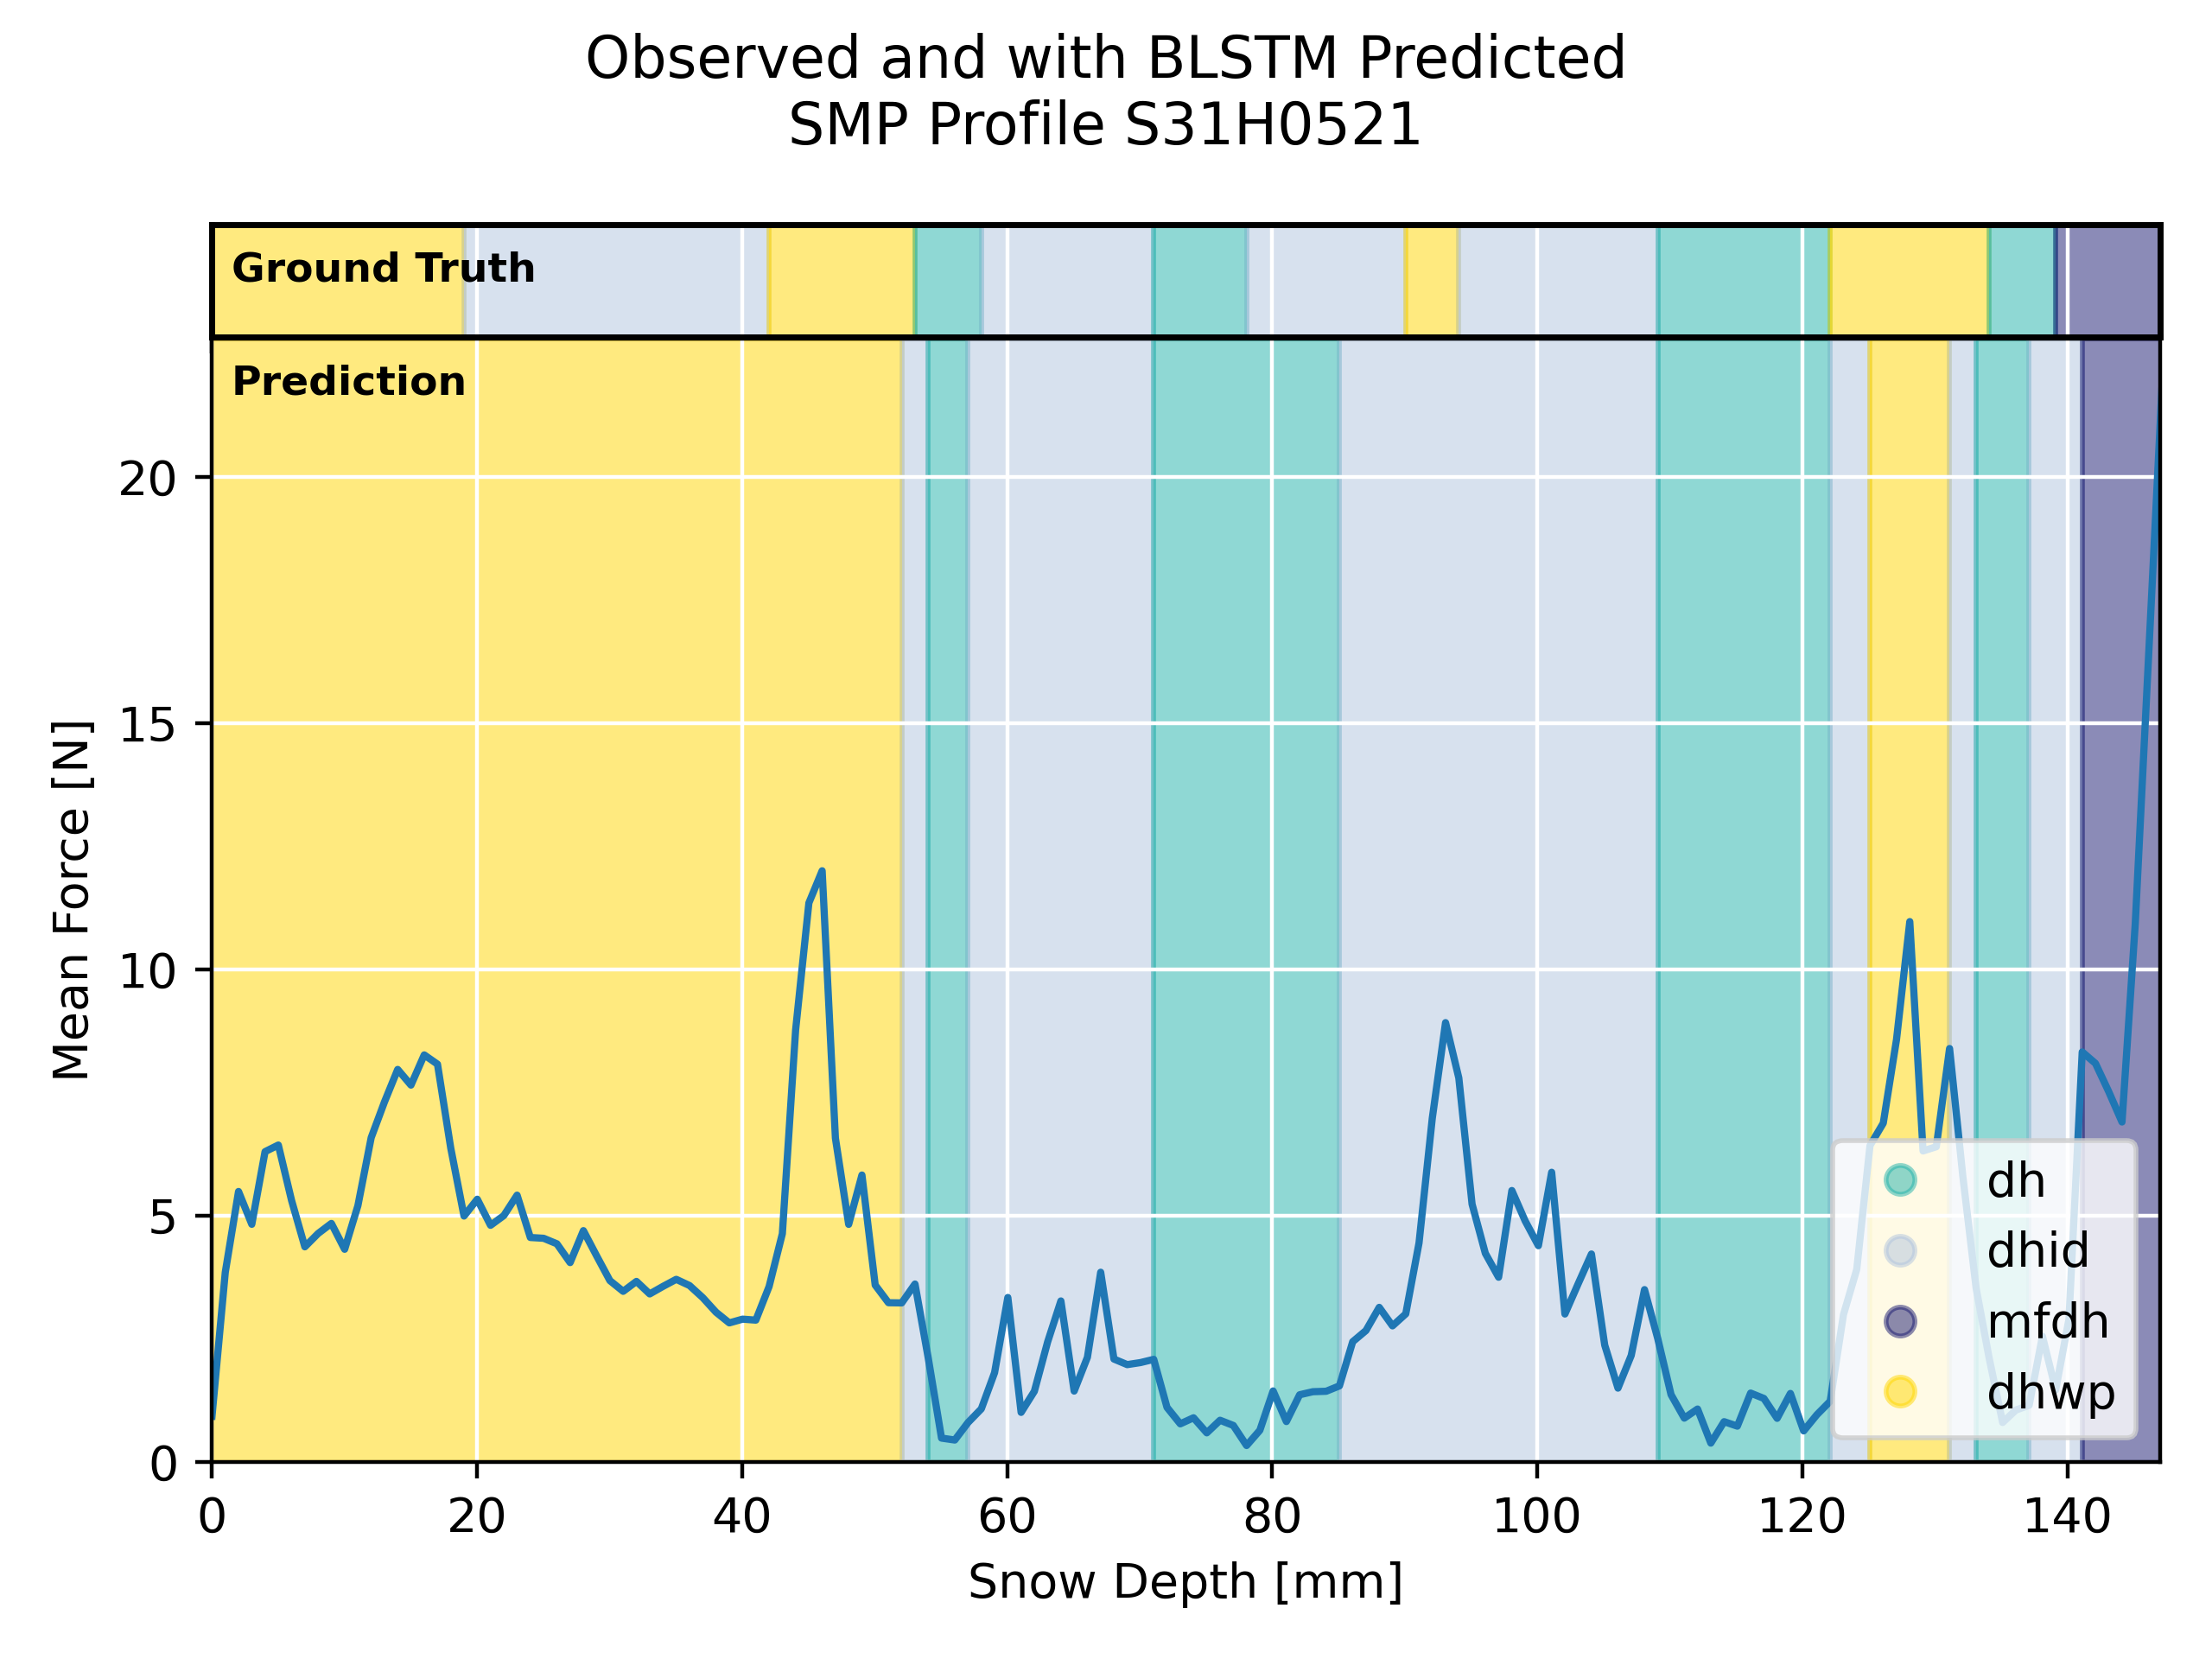 Observed and with BLSTM Predicted
SMP Profile S31H0521
Ground Truth
Prediction
20
15
10
5
0
Mean Force [N]
dh
dhid
mfdh
dhwp
0 20 40 60 80 100 120 140
Snow Depth [mm]